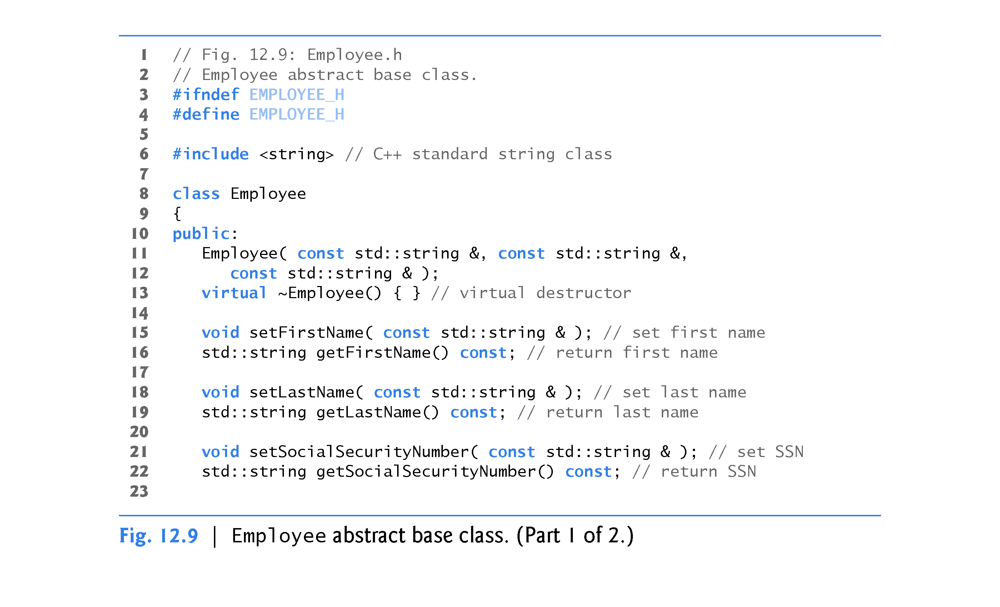 1 // Fig. 12.9: Employee.h
2 // Employee abstract base class.
3 #ifndef EMPLOYEE_H
4 #define EMPLOYEE_H
5
6 #include <string> // C++ standard string class
7
8 class Employee
9 {
10 public:
11    Employee( const std::string &, const std::string &,
12       const std::string & );
13    virtual ~Employee() { } // virtual destructor
14
15    void setFirstName( const std::string & ); // set first name
16    std::string getFirstName() const; // return first name
17
18    void setLastName( const std::string & ); // set last name
19    std::string getLastName() const; // return last name
20
21    void setSocialSecurityNumber( const std::string & ); // set SSN
22    std::string getSocialSecurityNumber() const; // return SSN
23
Fig. 12.9 | Employee abstract base class. (Part 1 of 2.)